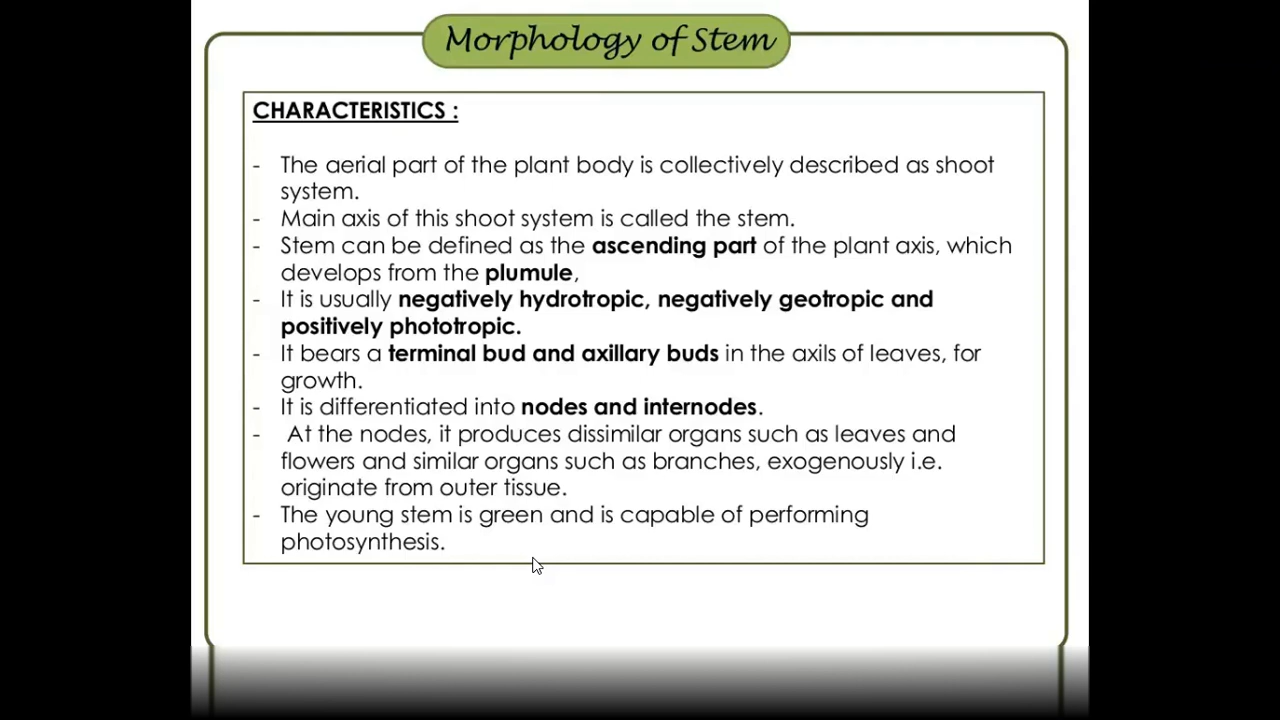 Morphology of Stem
CHARACTERISTICS :
- The aerial part of the plant body is collectively described as shoot
system.
- Main axis of this shoot system is called the stem.
- Stem can be defined as the ascending part of the plant axis, which
develops from the plumule,
- It is usually negatively hydrotropic, negatively geotropic and
positively phototropic.
- It bears a terminal bud and axillary buds in the axils of leaves, for
growth.
- It is differentiated into nodes and internodes.
- At the nodes, it produces dissimilar organs such as leaves and
flowers and similar organs such as branches, exogenously i.e.
originate from outer tissue.
- The young stem is green and is capable of performing
photosynthesis.